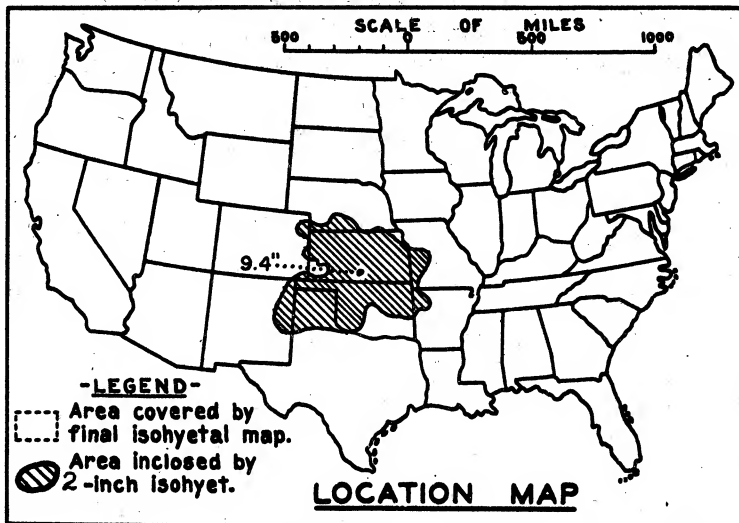 SCALE OF MILES
500 0 500 1000
9.4"
-LEGEND-
Area covered by
final isohyetal map.
Area inclosed by
2-inch isohyet.
LOCATION MAP